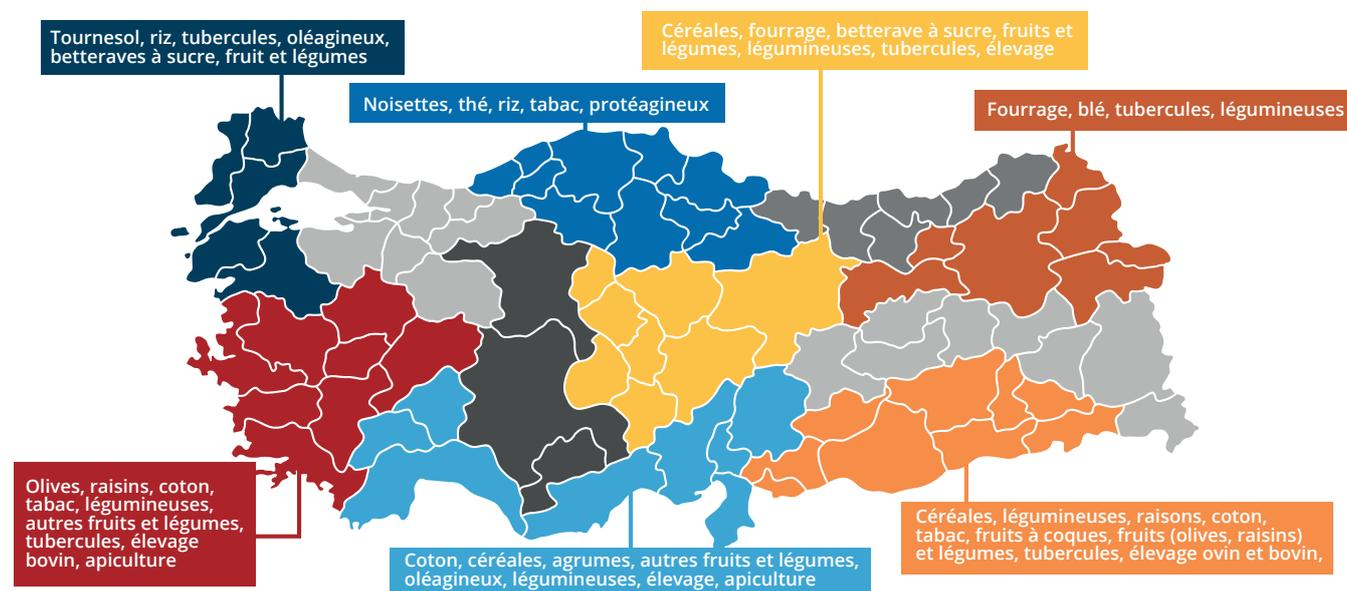 Tournesol, riz, tubercules, oléagineux,
betteraves à sucre, fruit et légumes
Céréales, fourrage, betterave à sucre, fruits et
légumes, légumineuses, tubercules, élevage
Noisettes, thé, riz, tabac, protéagineux
Fourrage, blé, tubercules, légumineuses
Olives, raisins, coton,
tabac, légumineuses,
autres fruits et légumes,
tubercules, élevage
bovin, apiculture
Coton, céréales, agrumes, autres fruits et légumes,
oléagineux, légumineuses, élevage, apiculture
Céréales, légumineuses, raisons, coton,
tabac, fruits à coques, fruits (olives, raisins)
et légumes, tubercules, élevage ovin et bovin,